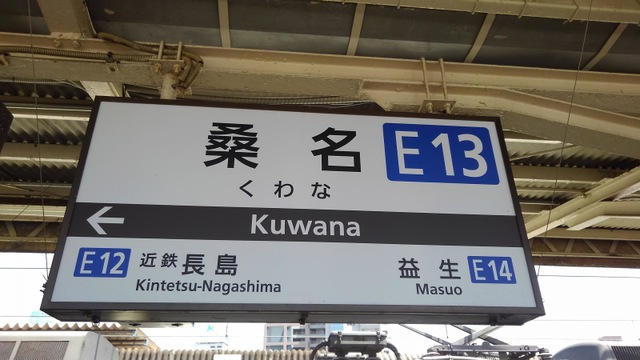 桑名 E13
くわな
← Kuwana
E12 近鉄長島 益生 E14
Kintetsu-Nagashima Masuo